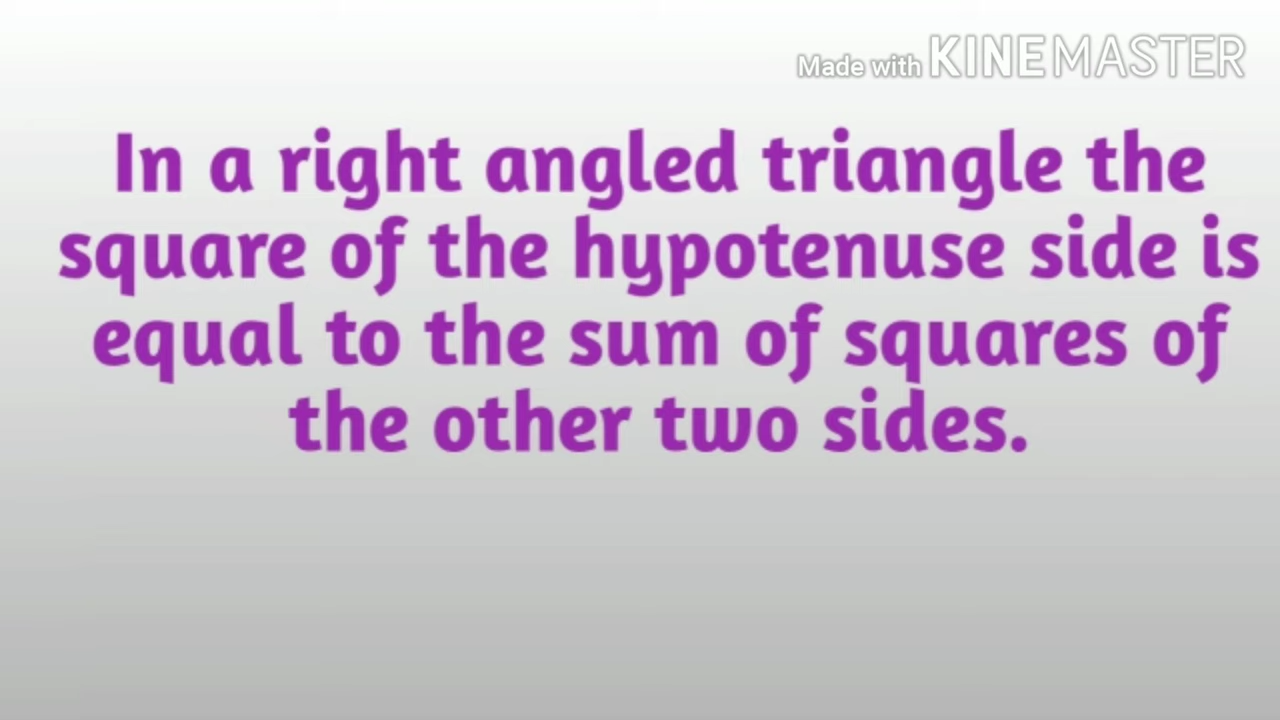 Made with KINEMASTER
In a right angled triangle the
square of the hypotenuse side is
equal to the sum of squares of
the other two sides.